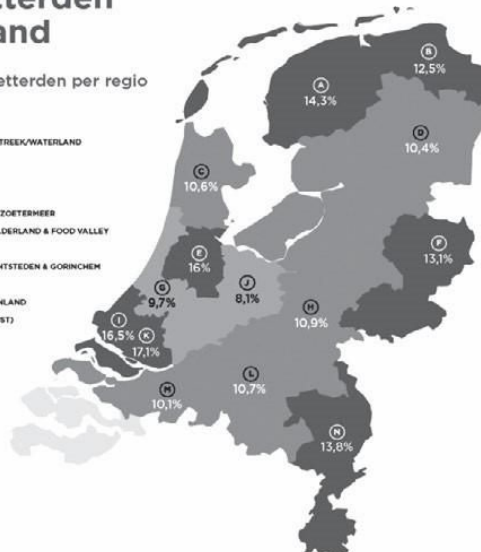 tterden
and
etterden per regio
TREEK/WATERLAND
ZOETERMEER
LDERLAND & FOOD VALLEY
NTSTEDEN & GORINCHEM
NLAND
ST)
A
14,3%
B
12,5%
C
10,6%
D
10,4%
E
16%
F
13,1%
G
9,7%
J
8,1%
H
10,9%
I
16,5%
K
17,1%
L
10,7%
M
10,1%
N
13,8%